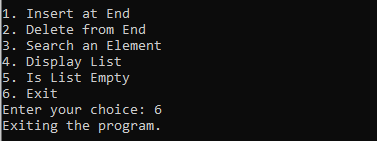 1. Insert at End
2. Delete from End
3. Search an Element
4. Display List
5. Is List Empty
6. Exit
Enter your choice: 6
Exiting the program.